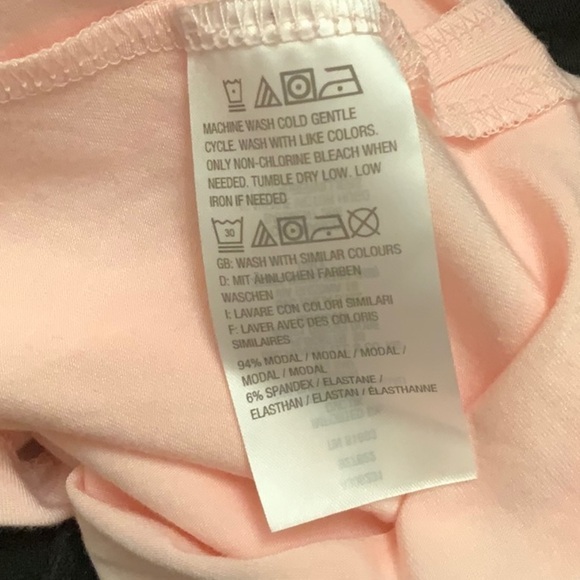 MACHINE WASH COLD GENTLE
CYCLE. WASH WITH LIKE COLORS.
ONLY NON-CHLORINE BLEACH WHEN
NEEDED. TUMBLE DRY LOW. LOW
IRON IF NEEDED
30
GB: WASH WITH SIMILAR COLOURS
D: MIT ÄHNLICHEN FARBEN
WASCHEN
I: LAVARE CON COLORI SIMILARI
F: LAVER AVEC DES COLORIS
SIMILAIRES
94% MODAL / MODAL / MODAL /
MODAL / MODAL
6% SPANDEX / ELASTANE /
ELASTHAN / ELASTAN / ÉLASTHANNE